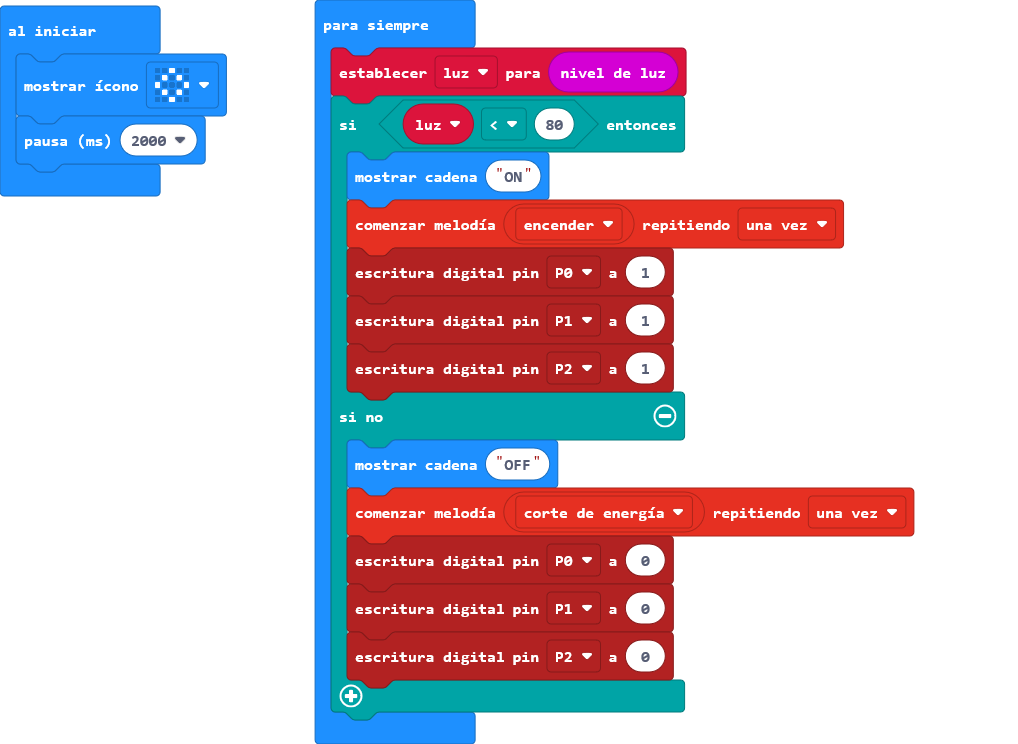 al iniciar
mostrar ícono
pausa (ms) 2000
para siempre
establecer luz para nivel de luz
si luz < 80 entonces
mostrar cadena "ON"
comenzar melodía encender repitiendo una vez
escritura digital pin P0 a 1
escritura digital pin P1 a 1
escritura digital pin P2 a 1
si no
mostrar cadena "OFF"
comenzar melodía corte de energía repitiendo una vez
escritura digital pin P0 a 0
escritura digital pin P1 a 0
escritura digital pin P2 a 0